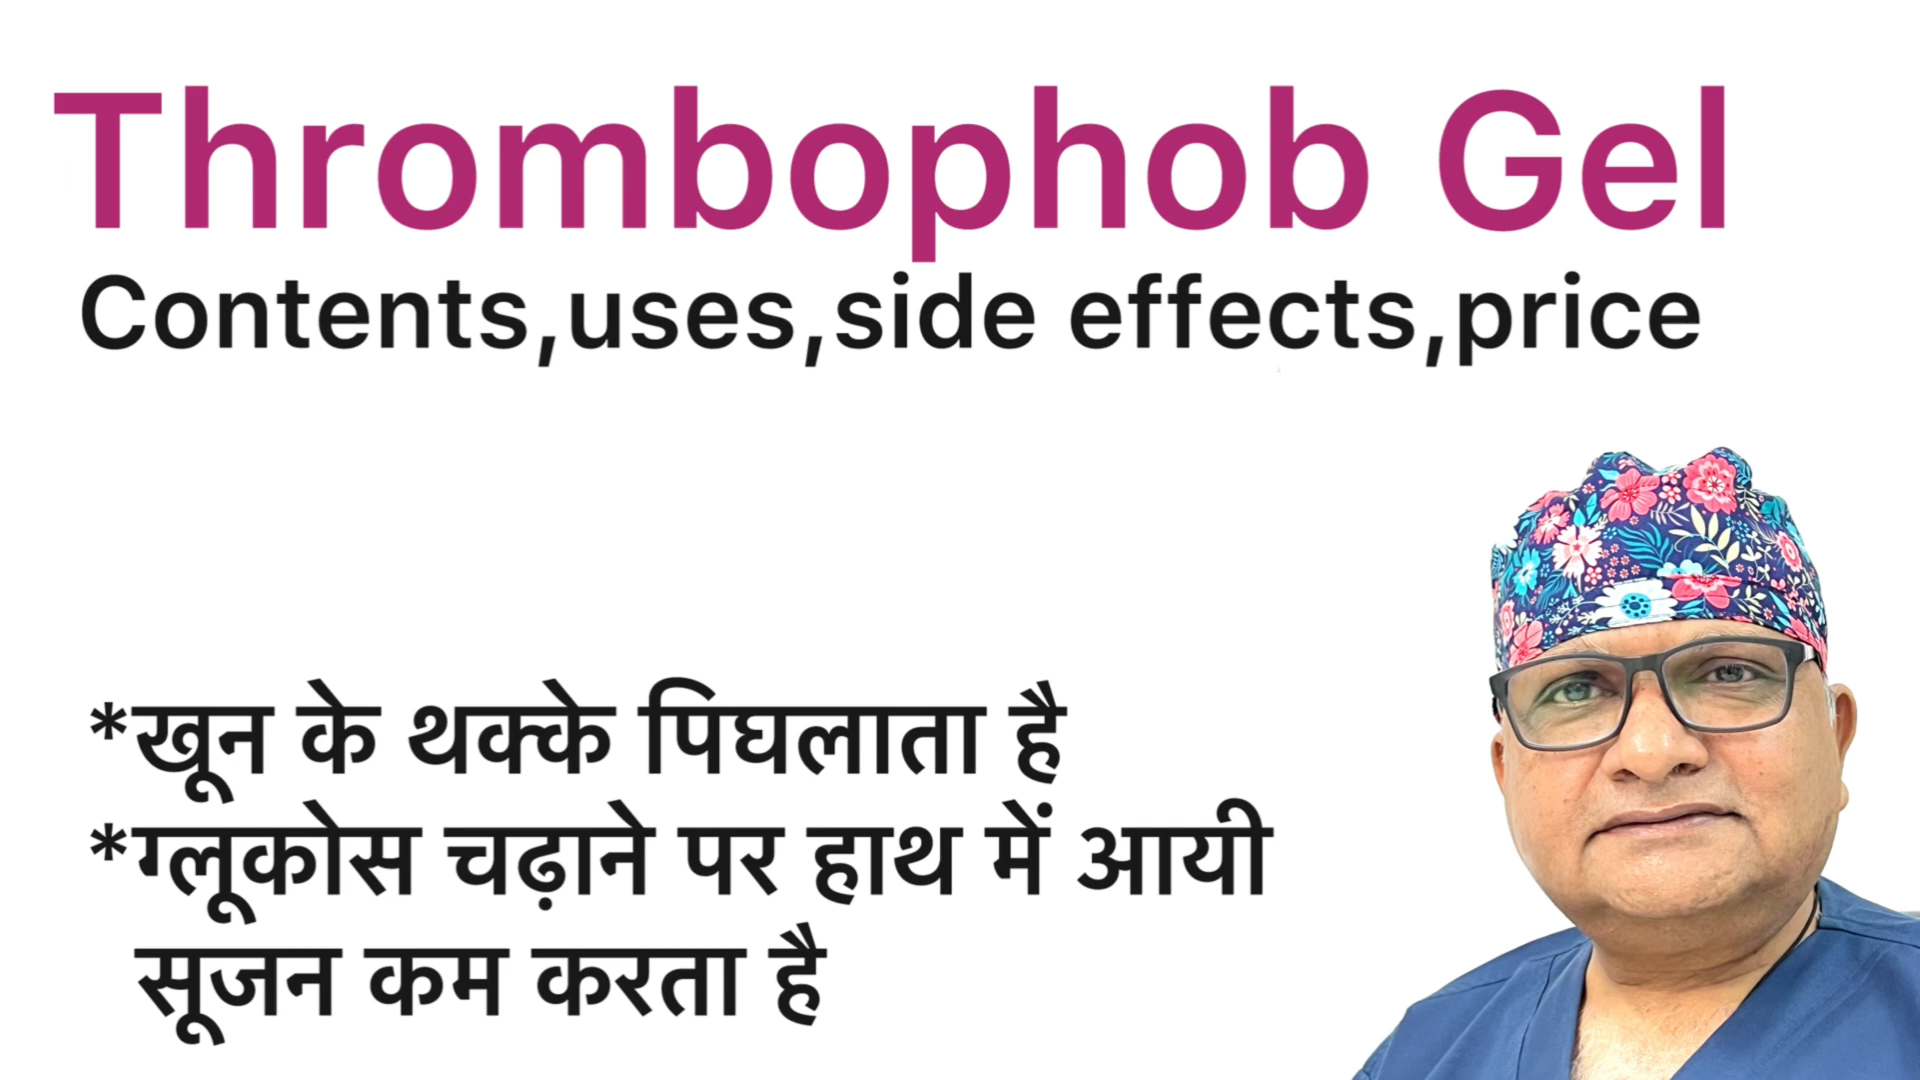 Thrombophob Gel
Contents,uses,side effects,price
*खून के थक्के पिघलाता है
*ग्लूकोस चढ़ाने पर हाथ में आयी
सूजन कम करता है